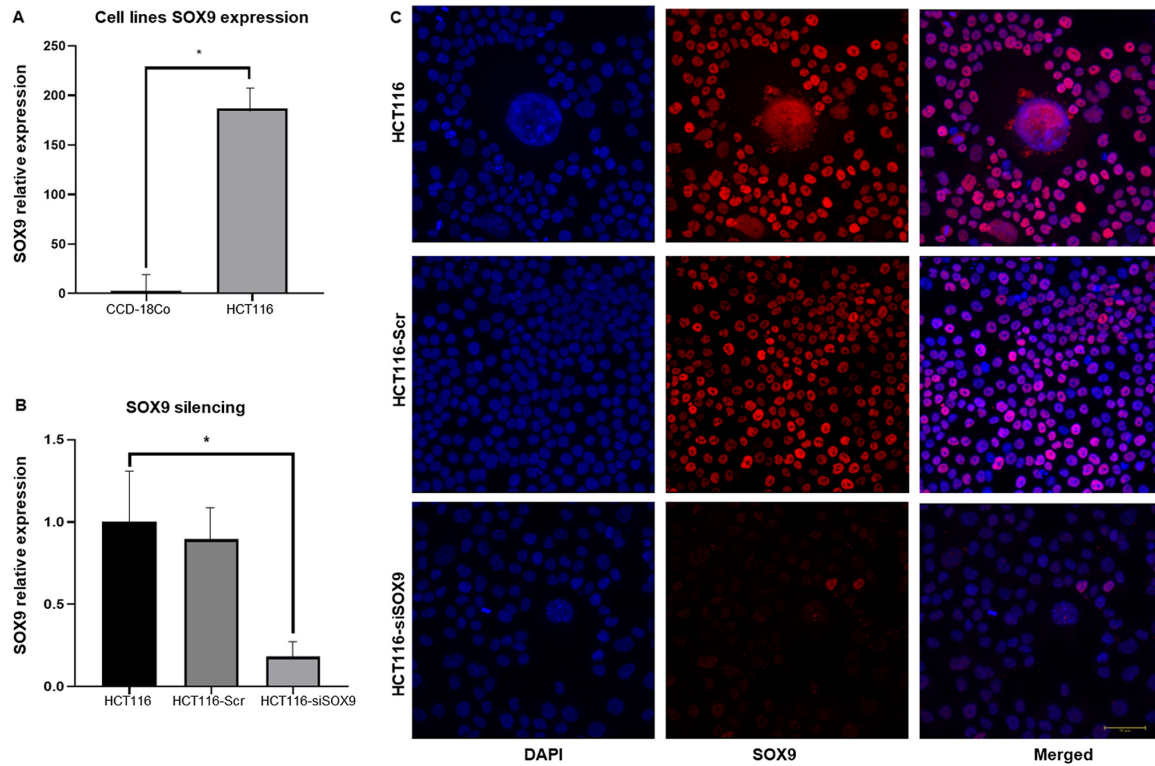 A
Cell lines SOX9 expression
SOX9 relative expression
250
200
150
100
50
0
*
CCD-18Co
HCT116
B
SOX9 silencing
SOX9 relative expression
1.5
1.0
0.5
0.0
*
HCT116
HCT116-Scr
HCT116-siSOX9
C
HCT116
HCT116-Scr
HCT116-siSOX9
DAPI
SOX9
Merged